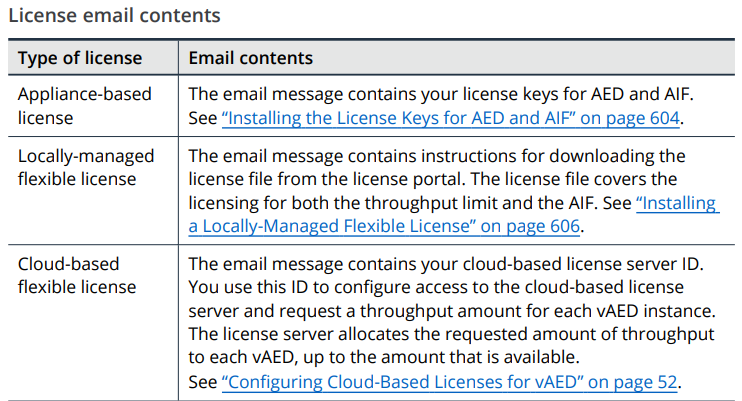 License email contents
Type of license
Email contents
Appliance-based
license
The email message contains your license keys for AED and AIF.
See “Installing the License Keys for AED and AIF” on page 604.
Locally-managed
flexible license
The email message contains instructions for downloading the
license file from the license portal. The license file covers the
licensing for both the throughput limit and the AIF. See “Installing
a Locally-Managed Flexible License” on page 606.
Cloud-based
flexible license
The email message contains your cloud-based license server ID.
You use this ID to configure access to the cloud-based license
server and request a throughput amount for each vAED instance.
The license server allocates the requested amount of throughput
to each vAED, up to the amount that is available.
See “Configuring Cloud-Based Licenses for vAED” on page 52.